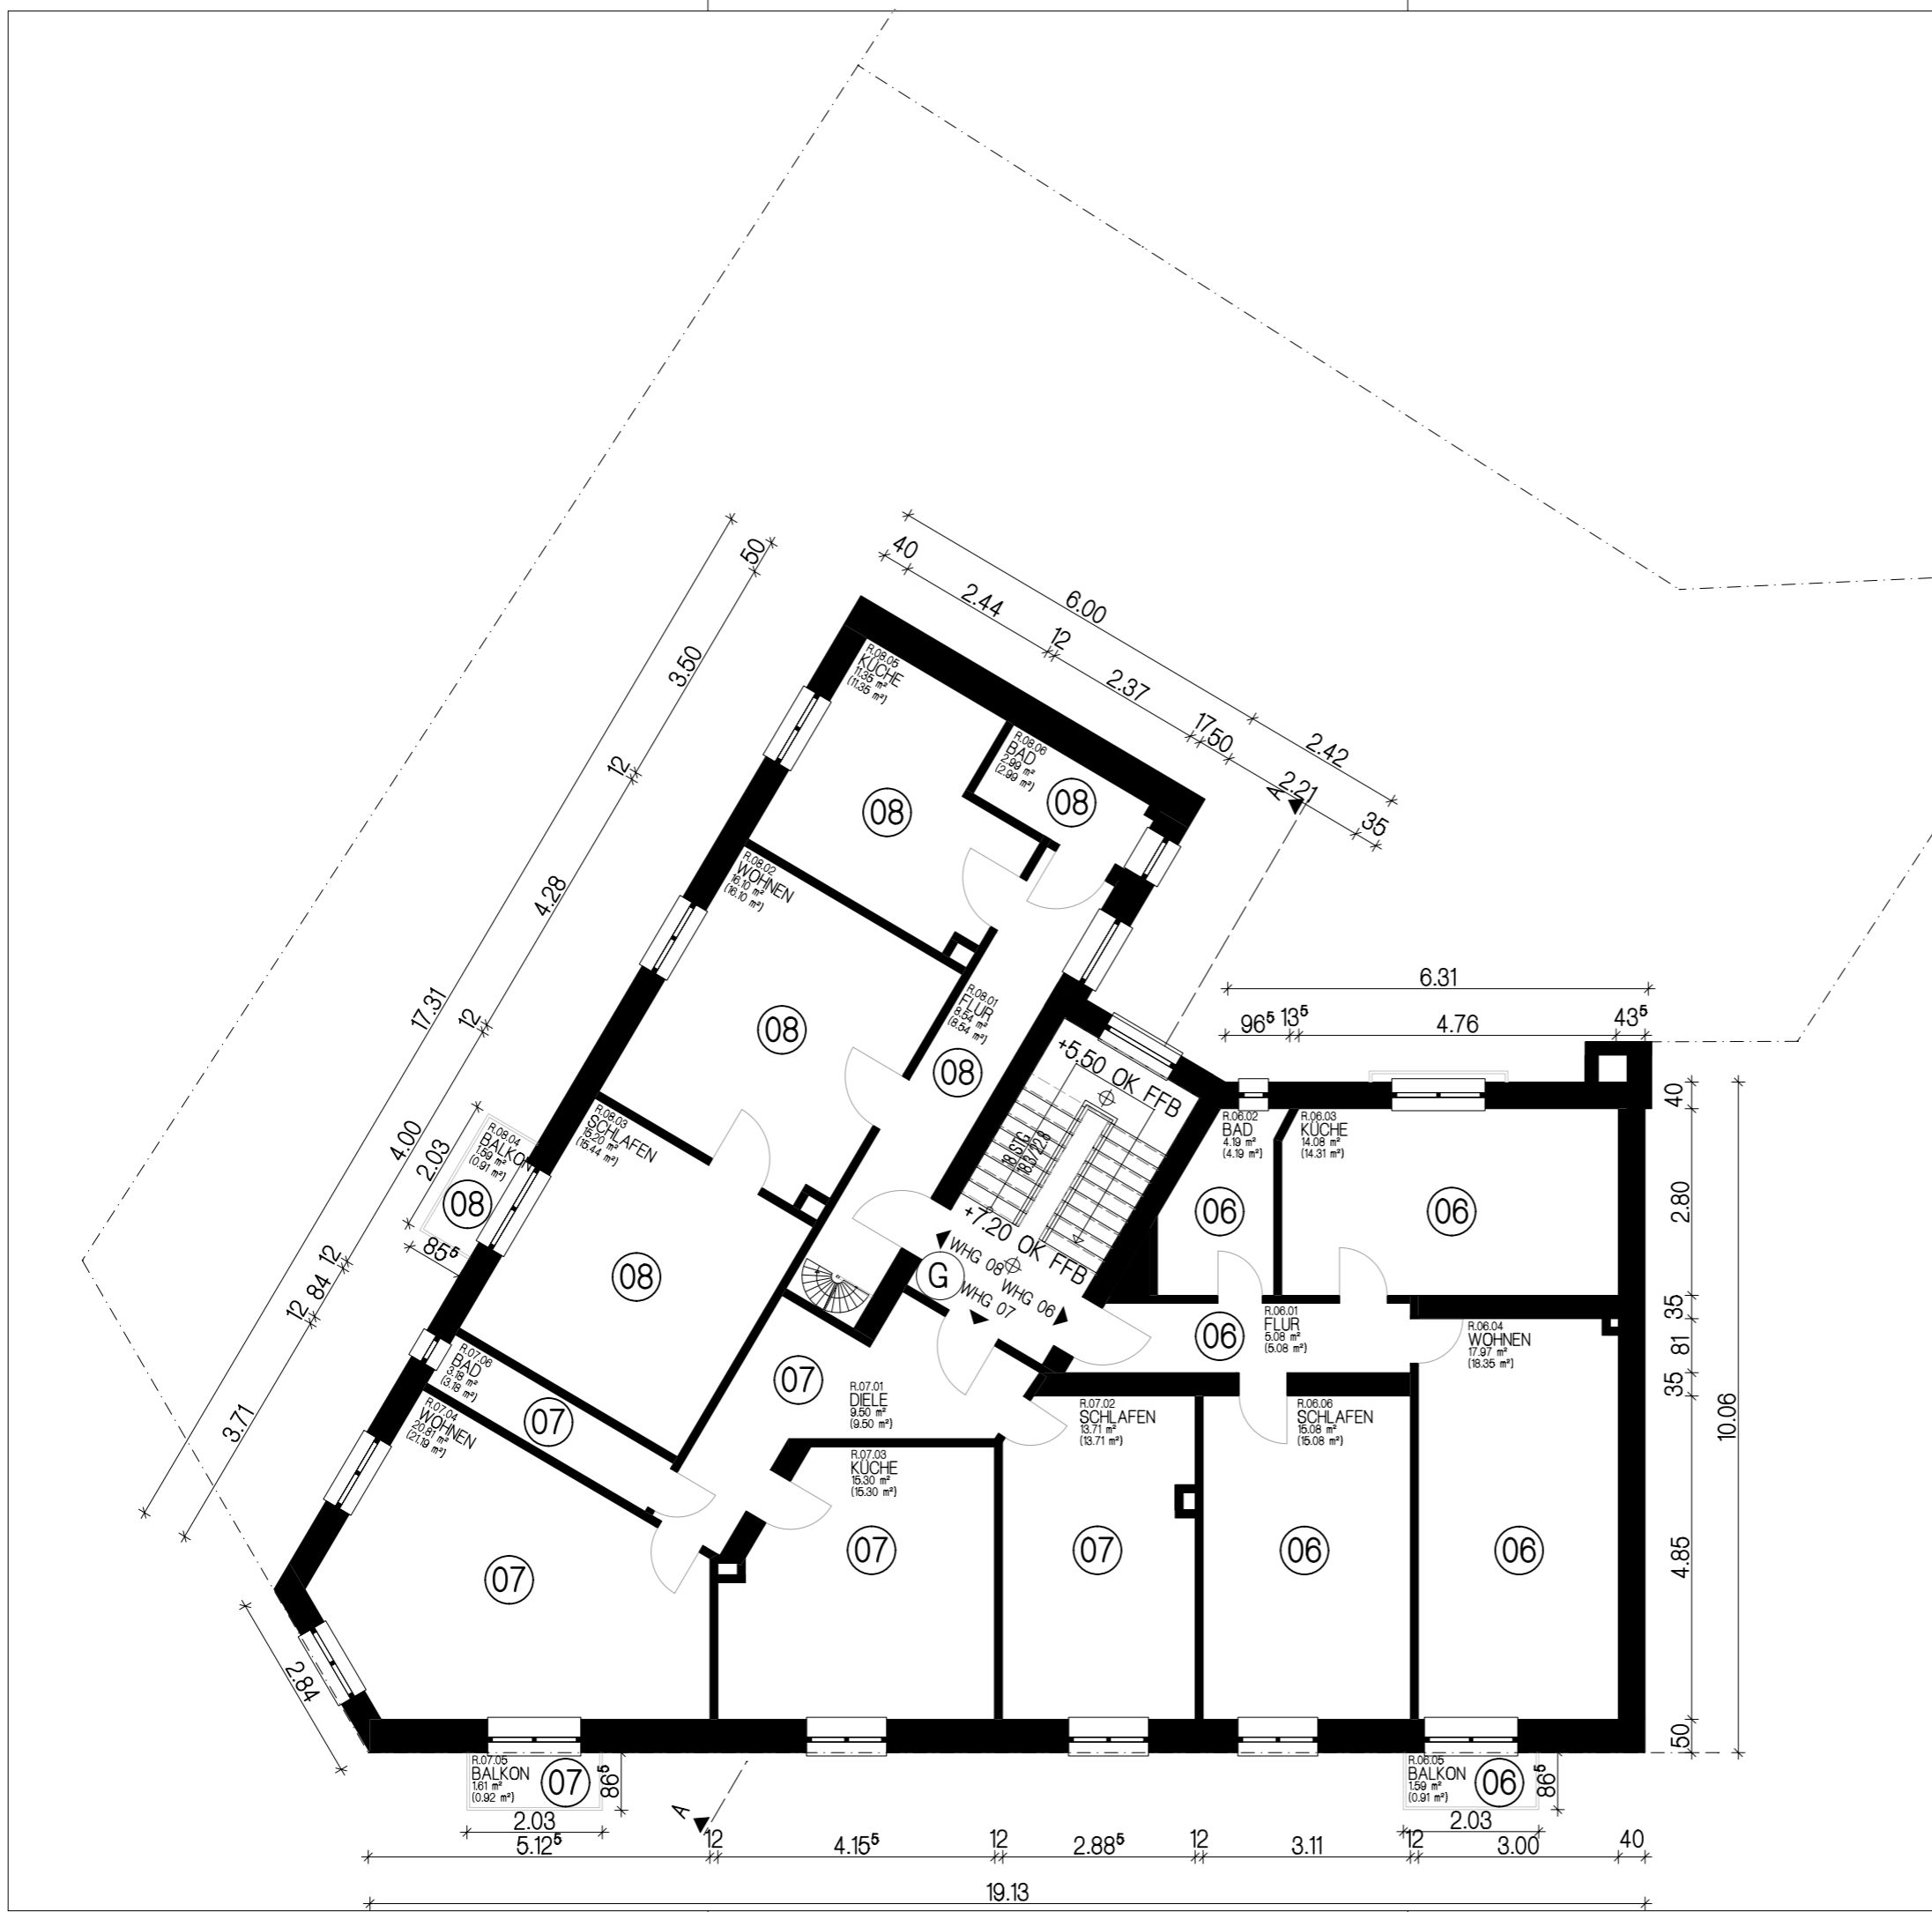 50
40
2.44
12
2.37
17⁵
50
2.21
35
6.00
2.42
17.31
3.50
12
4.28
12
4.00
12
84
12
3.71
2.84
2.03
85⁵
R.08.05
KÜCHE
11.35 m²
(11.35 m²)
08
R.08.06
BAD
2.99 m²
(2.99 m²)
08
A
R.08.02
WOHNEN
16.10 m²
(16.10 m²)
08
R.08.01
FLUR
8.54 m²
(8.54 m²)
08
R.08.03
SCHLAFEN
15.20 m²
(15.44 m²)
08
R.08.04
BALKON
1.59 m²
(0.91 m²)
08
+5.50 OK FFB
18 STG
18.3/22.8
+7.20 OK FFB
WHG 08
WHG 06
WHG 07
G
6.31
96⁵
13⁵
4.76
43⁵
R.06.02
BAD
4.19 m²
(4.19 m²)
06
R.06.03
KÜCHE
14.08 m²
(14.31 m²)
06
R.06.01
FLUR
5.08 m²
(5.08 m²)
06
R.06.04
WOHNEN
17.97 m²
(18.35 m²)
06
R.06.06
SCHLAFEN
15.08 m²
(15.08 m²)
06
40
2.80
35
81
35
4.85
50
10.06
R.07.06
BAD
3.18 m²
(3.18 m²)
07
R.07.04
WOHNEN
20.87 m²
(21.19 m²)
07
R.07.01
DIELE
9.50 m²
(9.50 m²)
07
R.07.03
KÜCHE
15.30 m²
(15.30 m²)
07
R.07.02
SCHLAFEN
13.71 m²
(13.71 m²)
07
R.07.05
BALKON
1.61 m²
(0.92 m²)
07
86⁵
2.03
A
R.06.05
BALKON
1.59 m²
(0.91 m²)
06
86⁵
2.03
5.12⁵
12
4.15⁵
12
2.88⁵
12
3.11
12
3.00
40
19.13